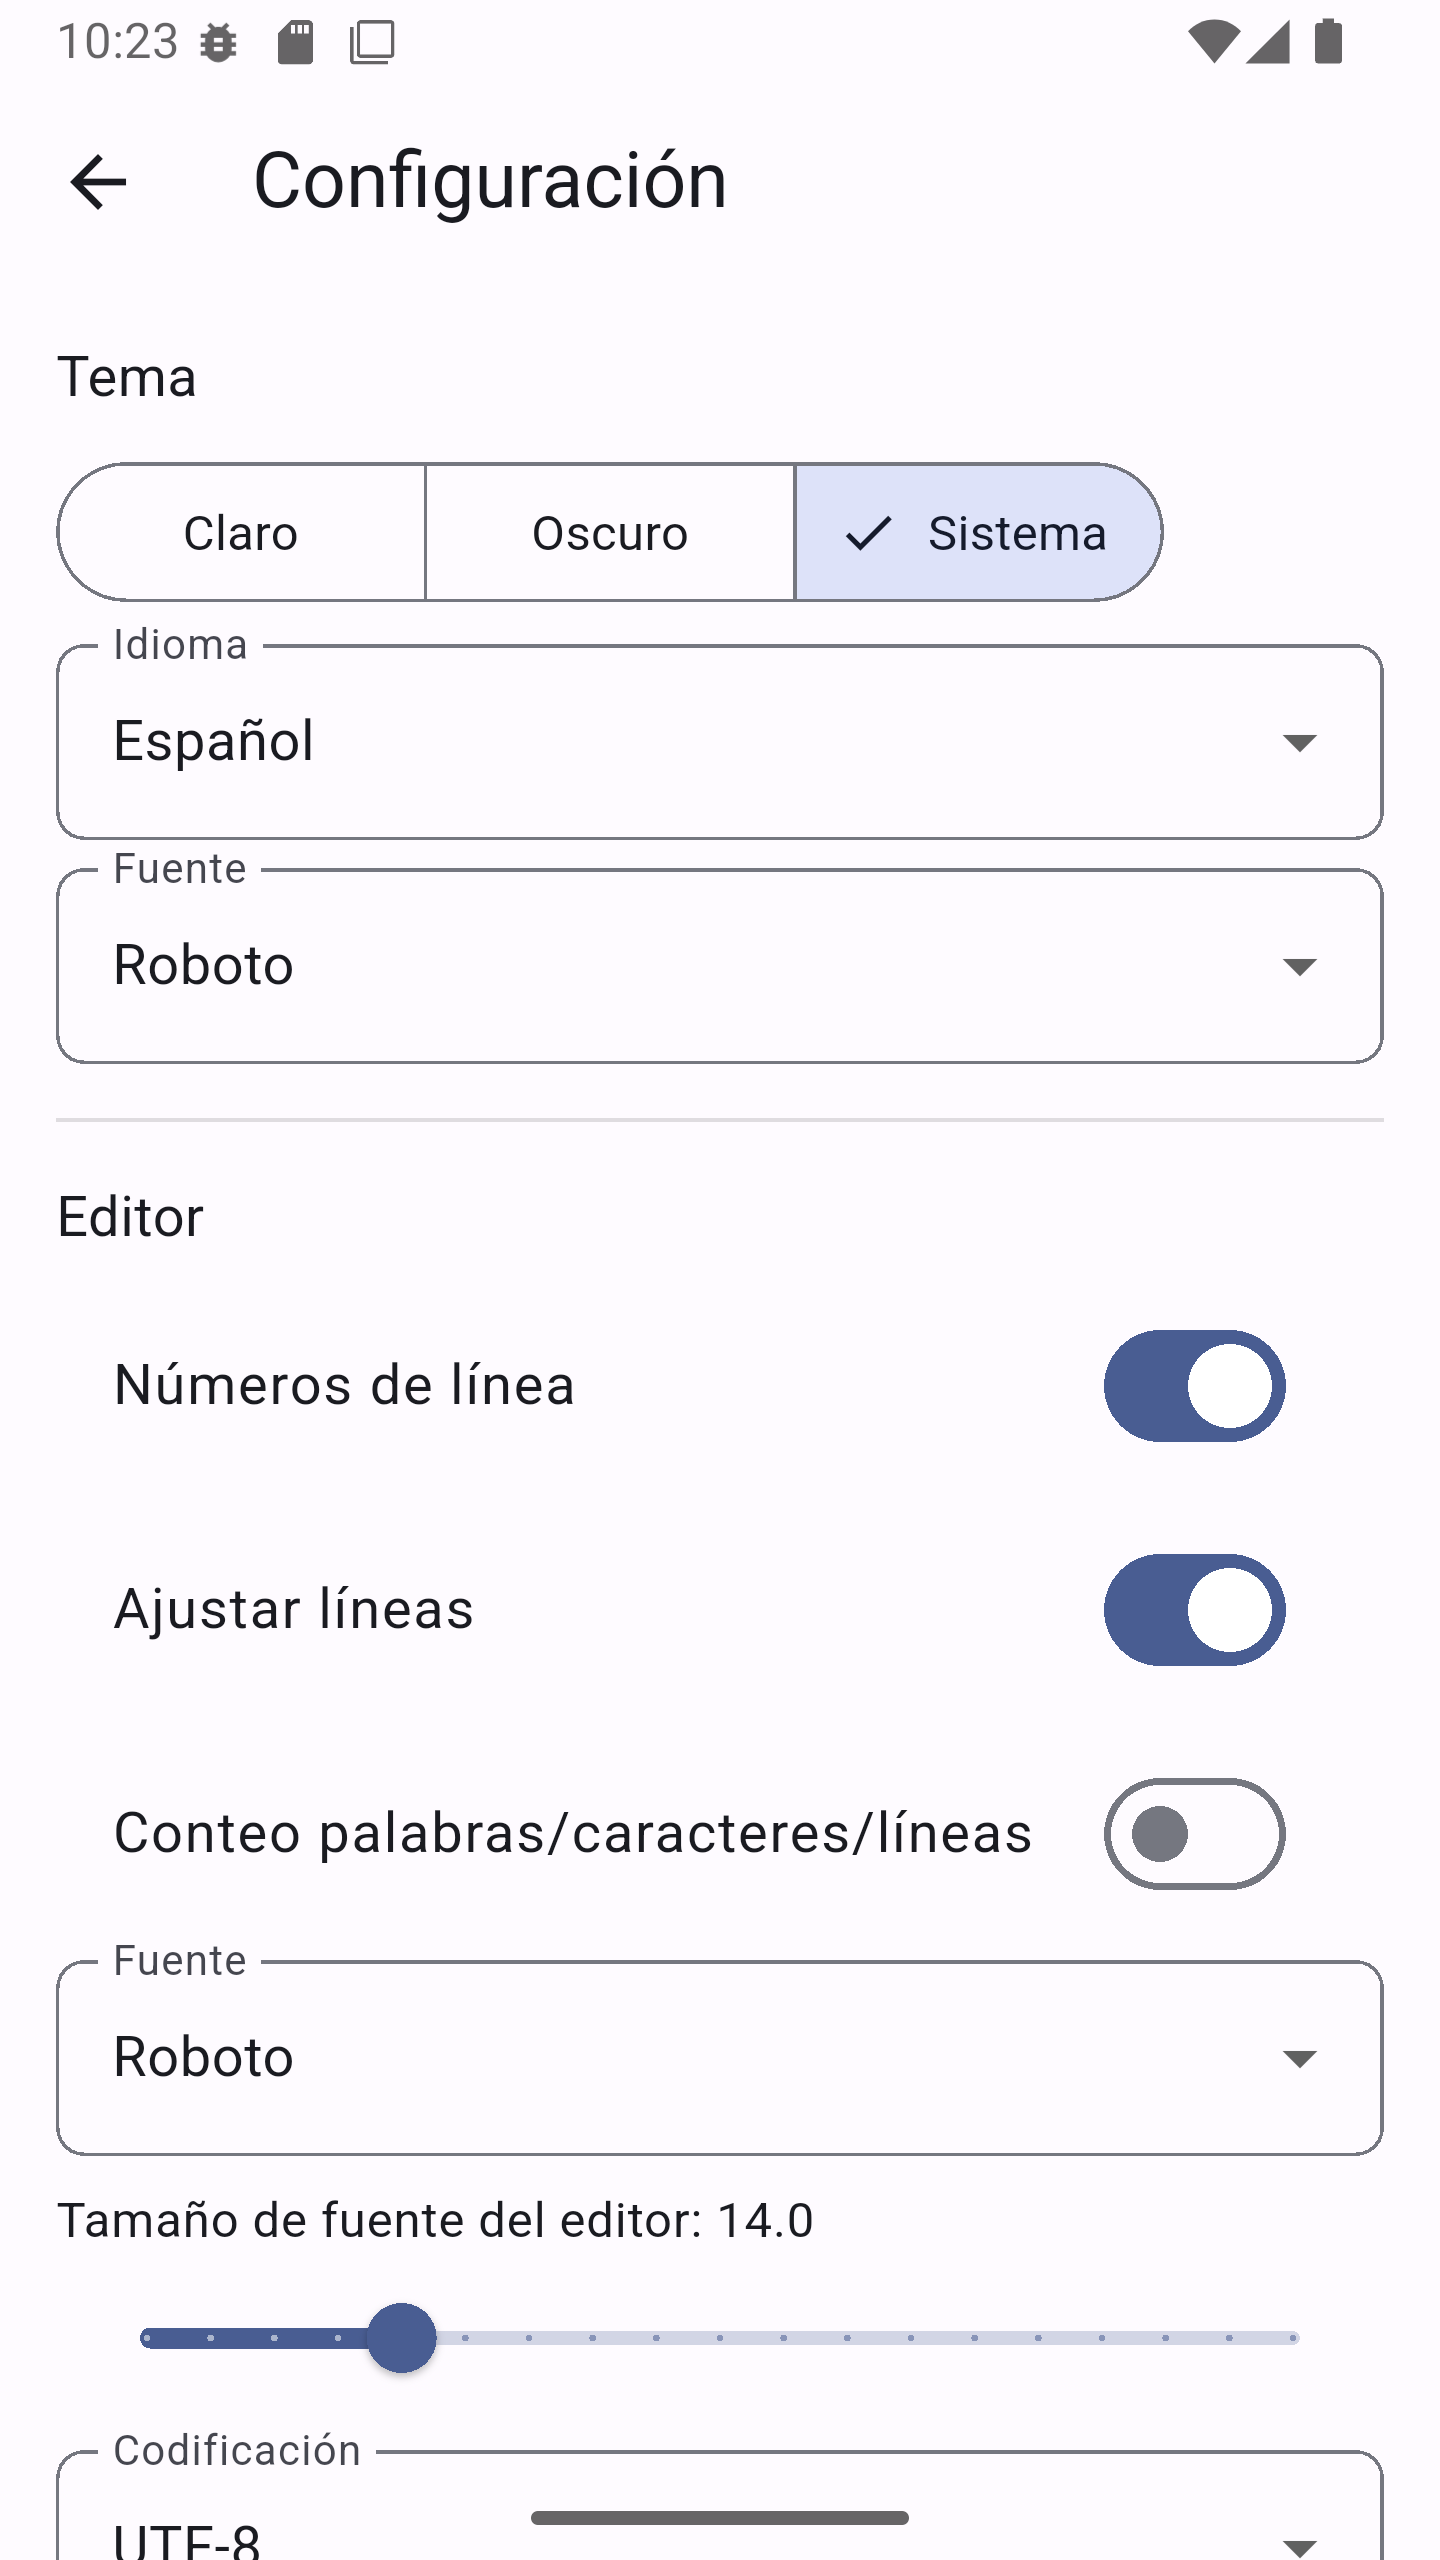 10:23
Configuración
Tema
Claro
Oscuro
Sistema
Idioma
Español
Fuente
Roboto
Editor
Números de línea
Ajustar líneas
Conteo palabras/caracteres/líneas
Fuente
Roboto
Tamaño de fuente del editor: 14.0
Codificación
UTF-8